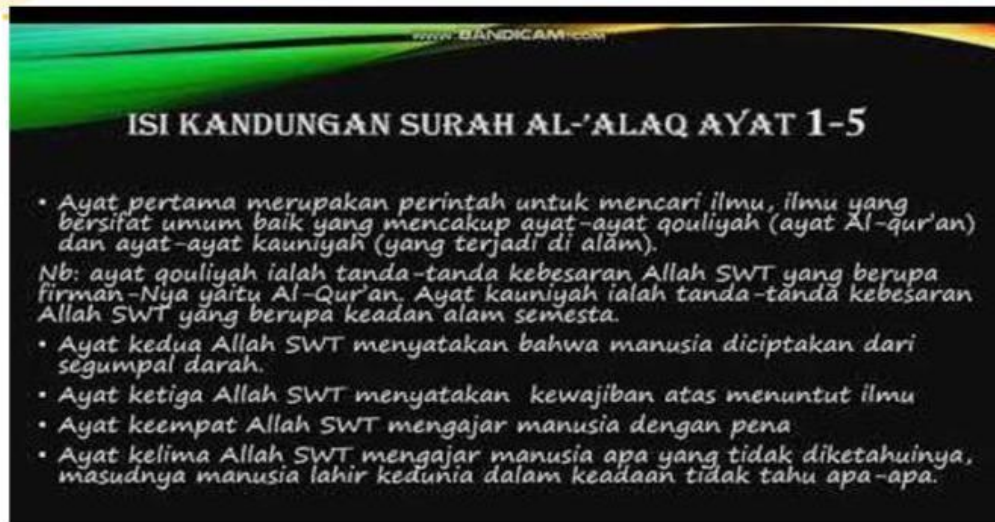 www.BANDICAM.com
ISI KANDUNGAN SURAH AL-'ALAQ AYAT 1-5
• Ayat pertama merupakan perintah untuk mencari ilmu, ilmu yang
bersifat umum baik yang mencakup ayat-ayat qouliyah (ayat Al-qur'an)
dan ayat-ayat kauniyah (yang terjadi di alam).
Nb: ayat qouliyah ialah tanda-tanda kebesaran Allah SWT yang berupa
firman-Nya yaitu Al-Qur'an. Ayat kauniyah ialah tanda-tanda kebesaran
Allah SWT yang berupa keadan alam semesta.
• Ayat kedua Allah SWT menyatakan bahwa manusia diciptakan dari
segumpal darah.
• Ayat ketiga Allah SWT menyatakan kewajiban atas menuntut ilmu
• Ayat keempat Allah SWT mengajar manusia dengan pena
• Ayat kelima Allah SWT mengajar manusia apa yang tidak diketahuinya,
masudnya manusia lahir kedunia dalam keadaan tidak tahu apa-apa.